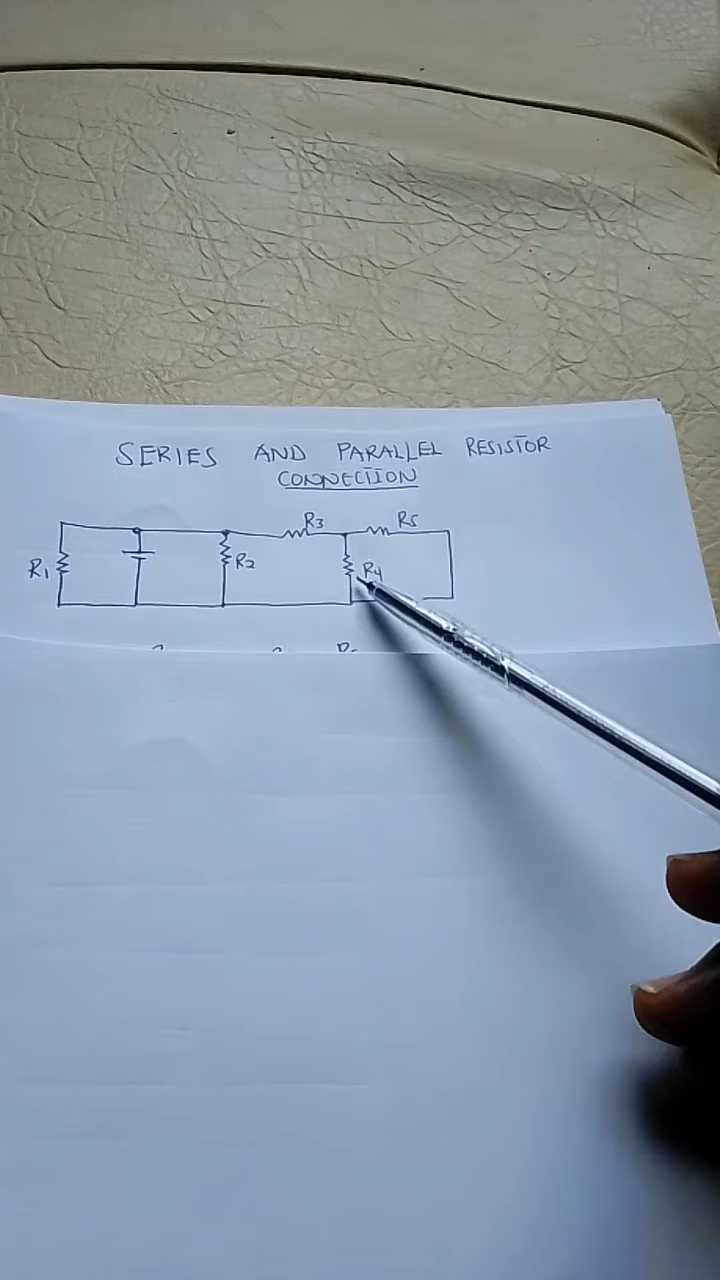 SERIES AND PARALLEL RESISTOR
CONNECTION
R3 R5
R1 R2 R4